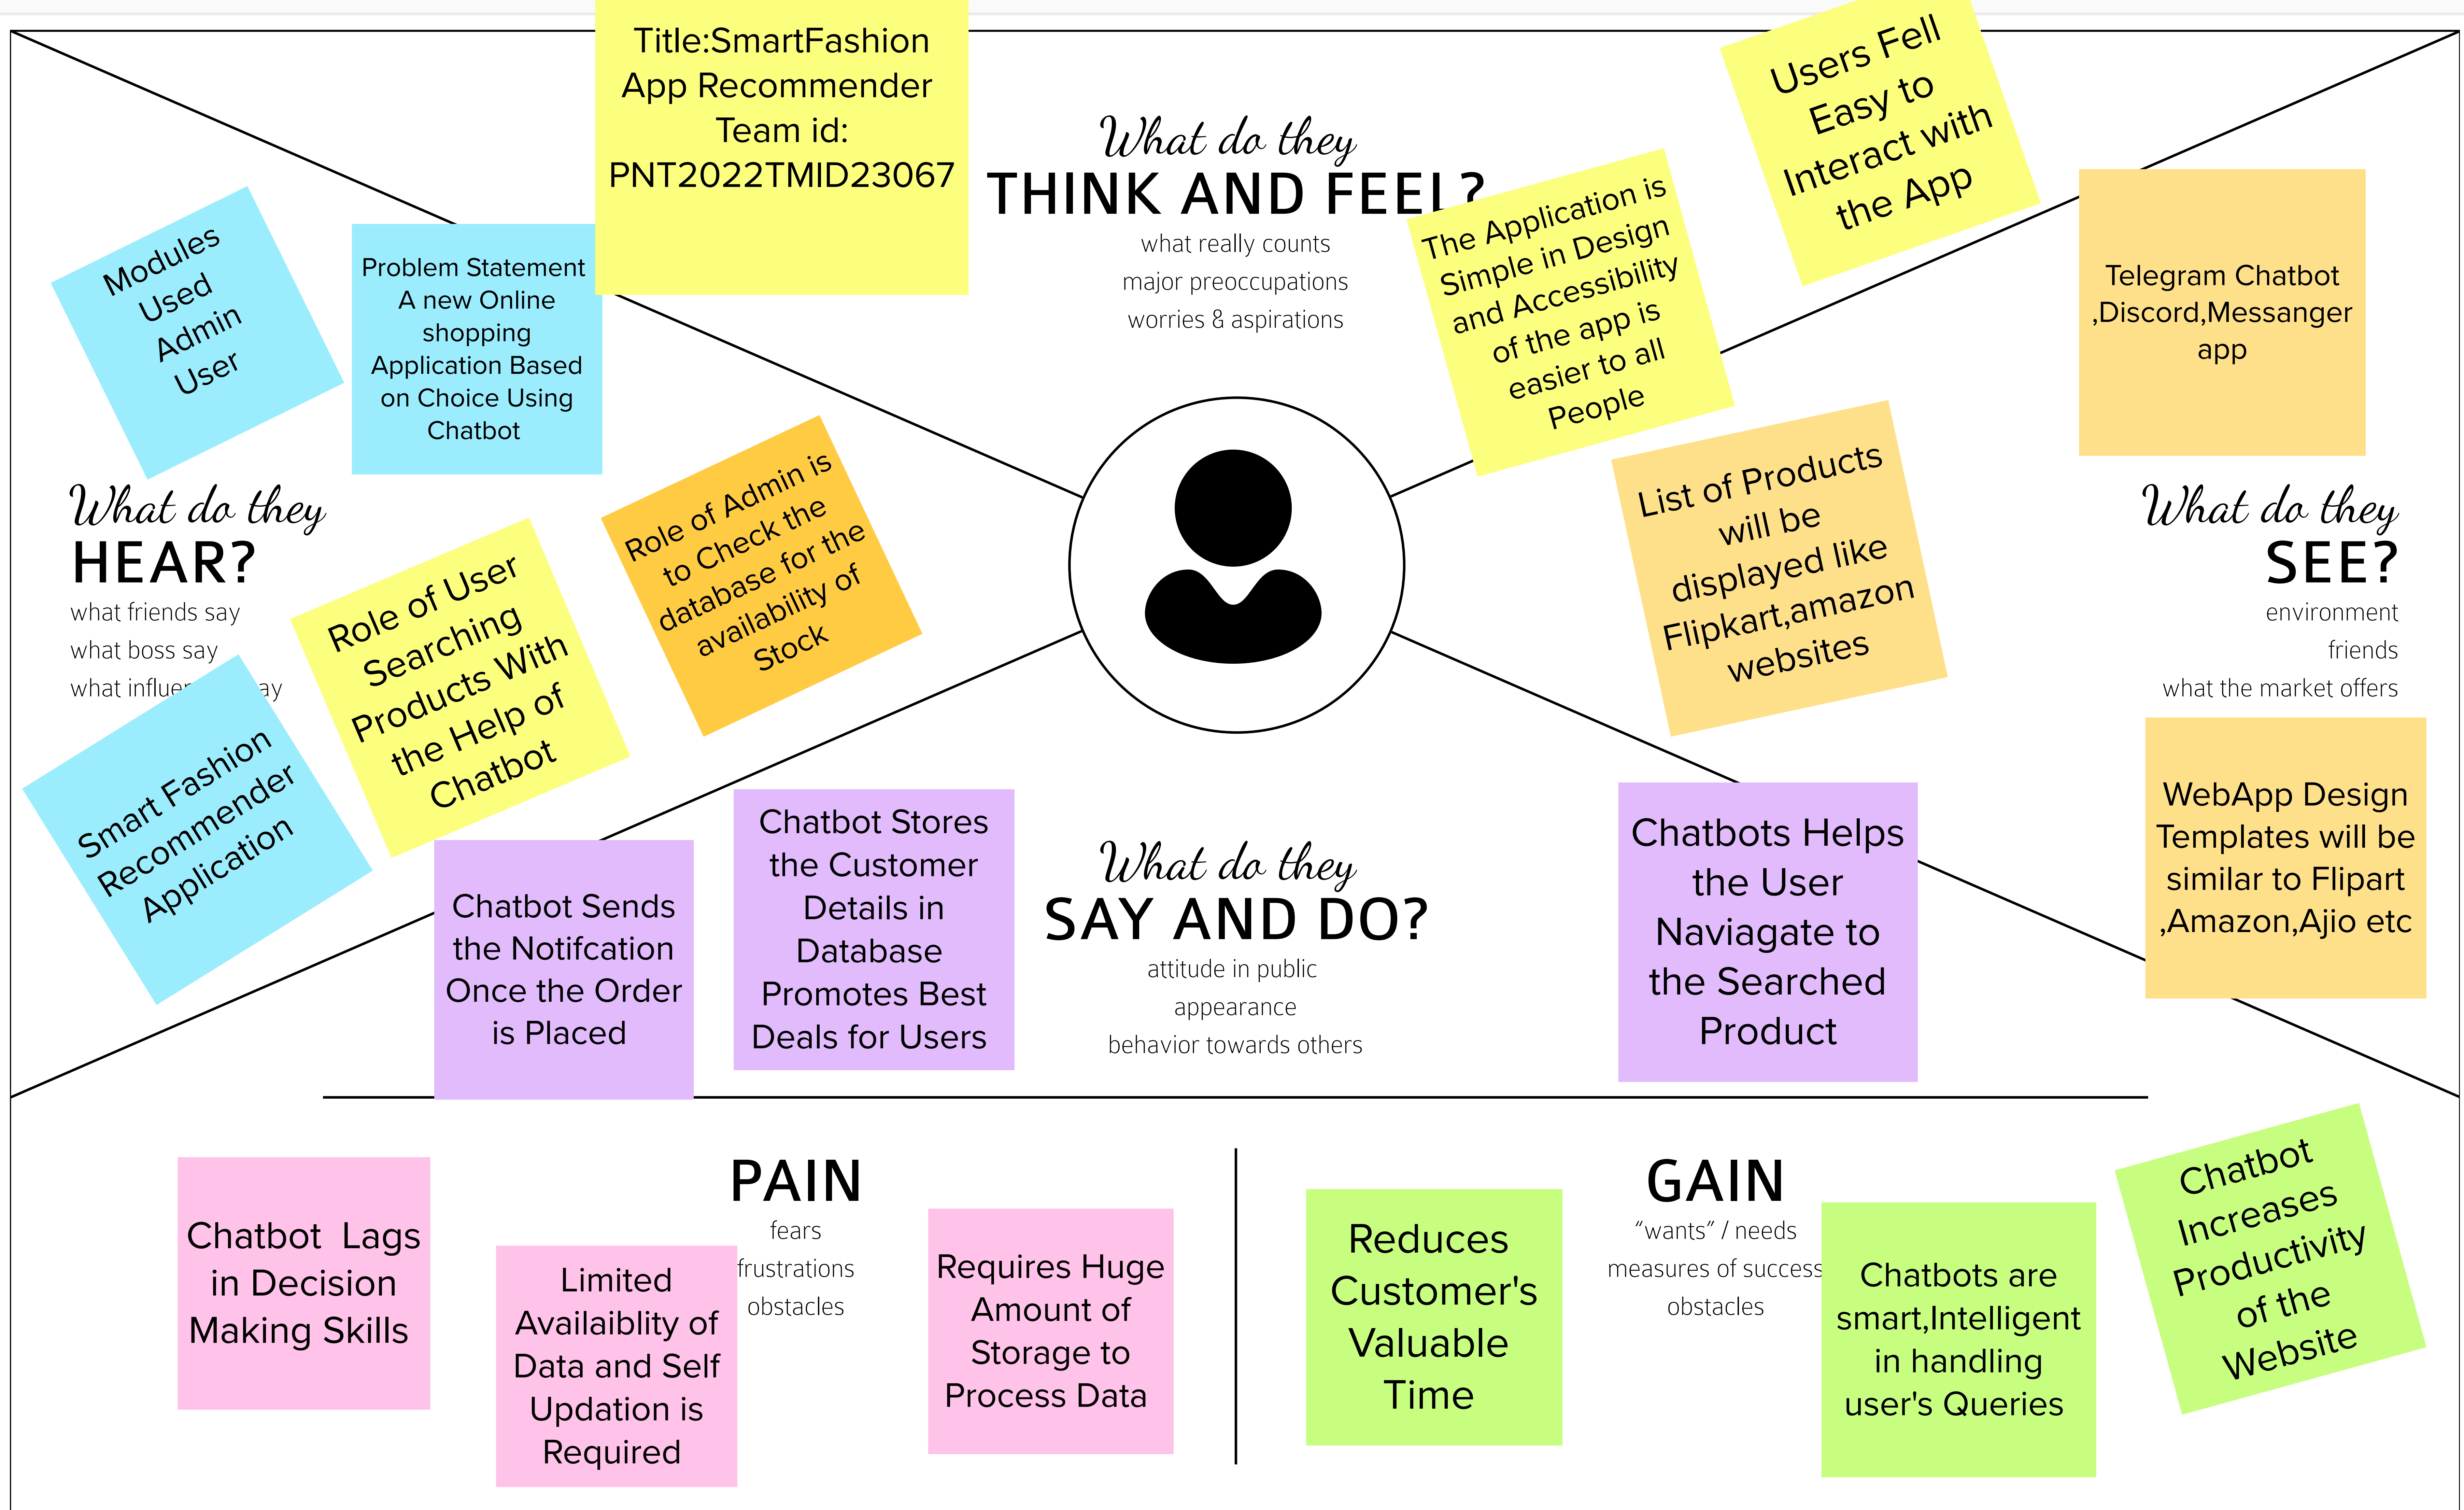 Title:SmartFashion
App Recommender
Team id:
PNT2022TMID23067
What do they
THINK AND FEEL?
what really counts
major preoccupations
worries & aspirations
Users Fell
Easy to
Interact with
the App
The Application is
Simple in Design
and Accessibility
of the app is
easier to all
People
Modules
Used
Admin
User
Problem Statement
A new Online
shopping
Application Based
on Choice Using
Chatbot
What do they
HEAR?
what friends say
what boss say
what influe ay
Role of Admin is
to Check the
database for the
availability of
Stock
Role of User
Searching
Products With
the Help of
Chatbot
Smart Fashion
Recommender
Application
Telegram Chatbot
,Discord,Messanger
app
List of Products
will be
displayed like
Flipkart,amazon
websites
What do they
SEE?
environment
friends
what the market offers
WebApp Design
Templates will be
similar to Flipart
,Amazon,Ajio etc
Chatbot Sends
the Notifcation
Once the Order
is Placed
Chatbot Stores
the Customer
Details in
Database
Promotes Best
Deals for Users
What do they
SAY AND DO?
attitude in public
appearance
behavior towards others
Chatbots Helps
the User
Naviagate to
the Searched
Product
PAIN
fears
frustrations
obstacles
Chatbot  Lags
in Decision
Making Skills
Limited
Availaiblity of
Data and Self
Updation is
Required
Requires Huge
Amount of
Storage to
Process Data
GAIN
“wants” / needs
measures of success
obstacles
Reduces
Customer's
Valuable
Time
Chatbots are
smart,Intelligent
in handling
user's Queries
Chatbot
Increases
Productivity
of the
Website